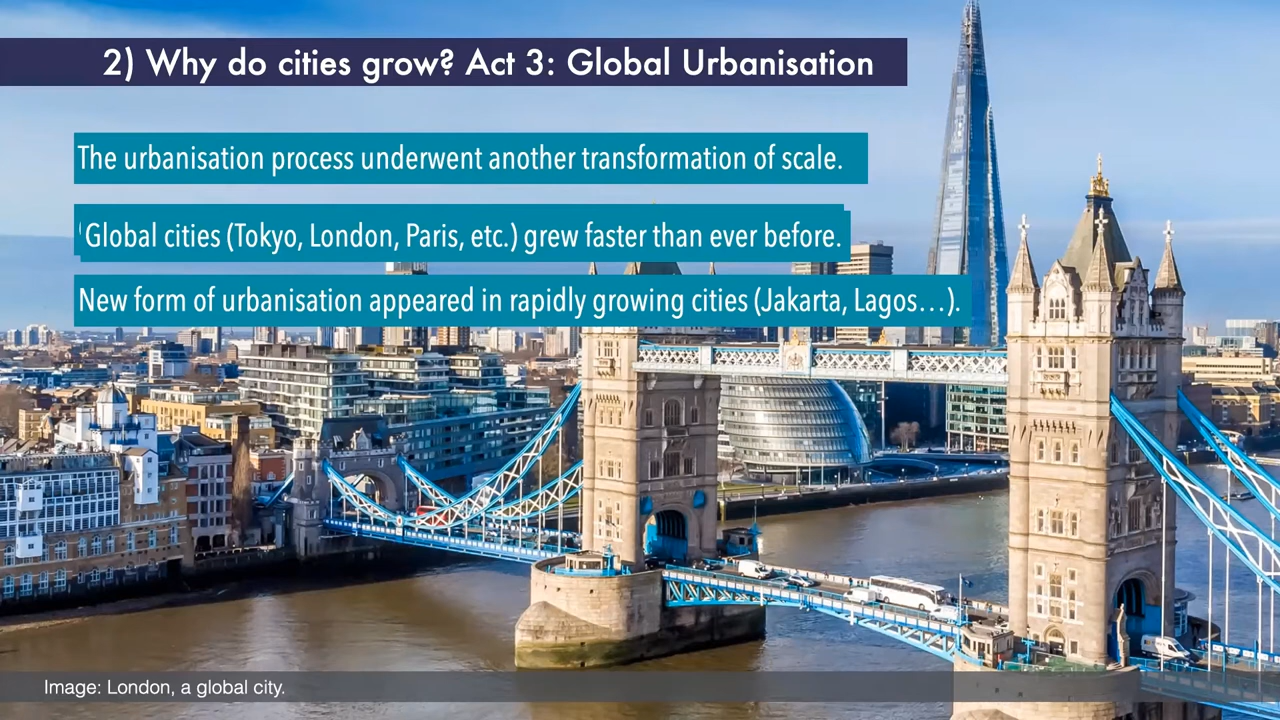 2) Why do cities grow? Act 3: Global Urbanisation
The urbanisation process underwent another transformation of scale.
Global cities (Tokyo, London, Paris, etc.) grew faster than ever before.
New form of urbanisation appeared in rapidly growing cities (Jakarta, Lagos…).
Image: London, a global city.